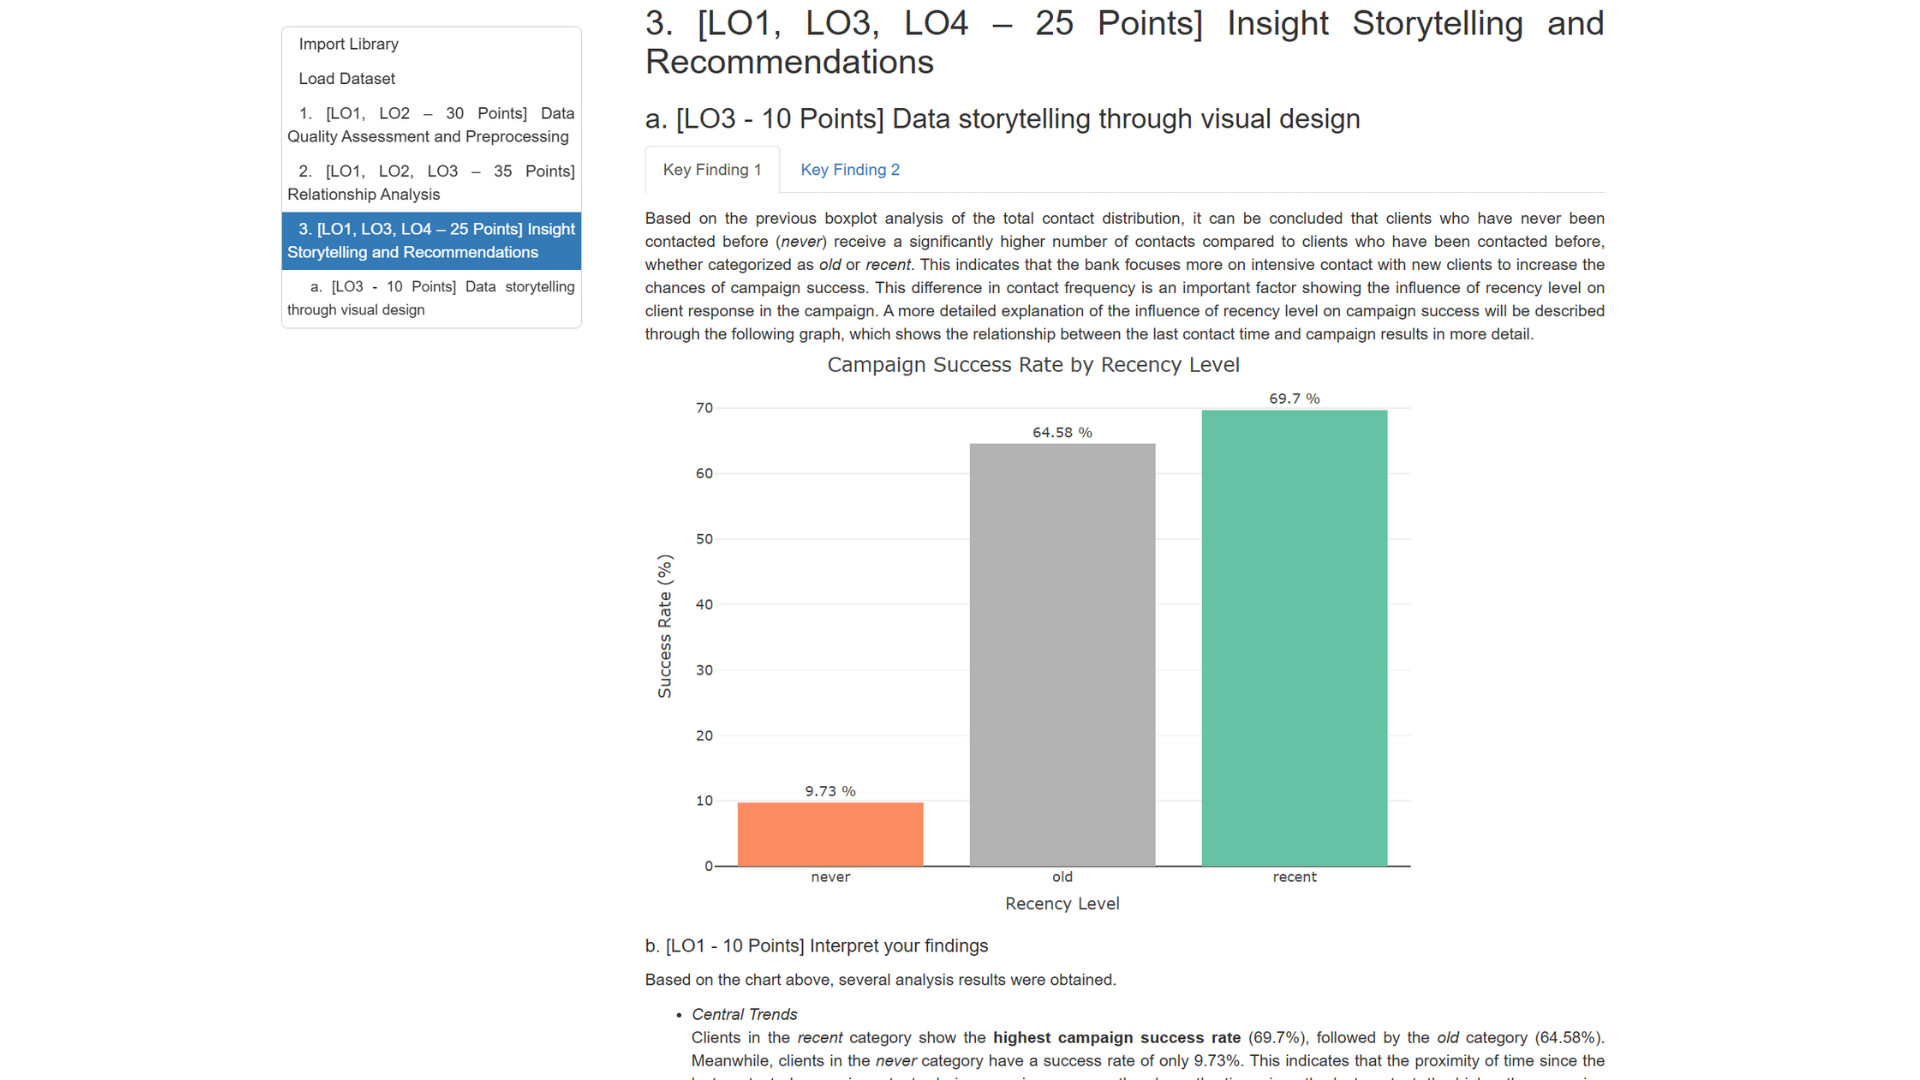 Import Library
Load Dataset
1. [LO1, LO2 – 30 Points] Data
Quality Assessment and Preprocessing
2. [LO1, LO2, LO3 – 35 Points]
Relationship Analysis
3. [LO1, LO3, LO4 – 25 Points] Insight
Storytelling and Recommendations
a. [LO3 - 10 Points] Data storytelling
through visual design
3. [LO1, LO3, LO4 – 25 Points] Insight Storytelling and
Recommendations
a. [LO3 - 10 Points] Data storytelling through visual design
Key Finding 1
Key Finding 2
Based on the previous boxplot analysis of the total contact distribution, it can be concluded that clients who have never been
contacted before (never) receive a significantly higher number of contacts compared to clients who have been contacted before,
whether categorized as old or recent. This indicates that the bank focuses more on intensive contact with new clients to increase the
chances of campaign success. This difference in contact frequency is an important factor showing the influence of recency level on
client response in the campaign. A more detailed explanation of the influence of recency level on campaign success will be described
through the following graph, which shows the relationship between the last contact time and campaign results in more detail.
Campaign Success Rate by Recency Level
Success Rate (%)
70
60
50
40
30
20
10
0
9.73 %
64.58 %
69.7 %
never
old
recent
Recency Level
b. [LO1 - 10 Points] Interpret your findings
Based on the chart above, several analysis results were obtained.
• Central Trends
Clients in the recent category show the highest campaign success rate (69.7%), followed by the old category (64.58%).
Meanwhile, clients in the never category have a success rate of only 9.73%. This indicates that the proximity of time since the